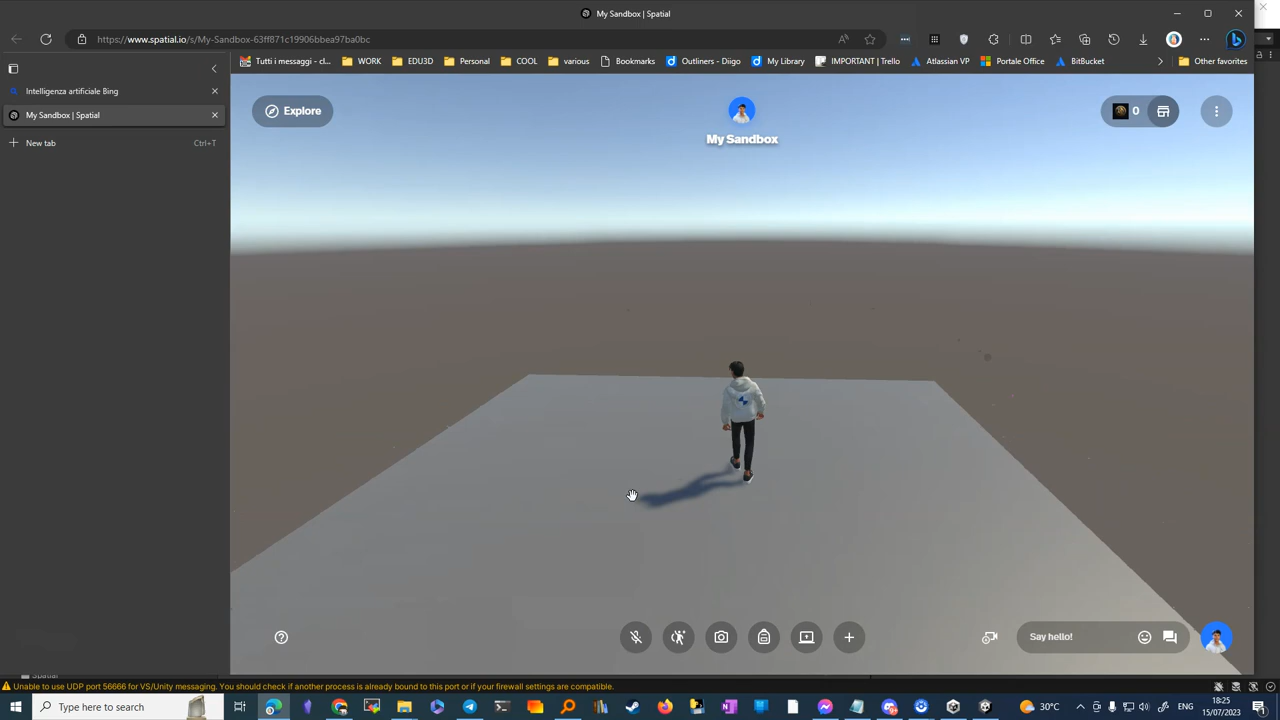 My Sandbox | Spatial
https://www.spatial.io/s/My-Sandbox-63ff871c19906bbea97ba0bc
Tutti i messaggi - cl...
WORK
EDU3D
Personal
COOL
various
Bookmarks
Outliners - Diigo
My Library
IMPORTANT | Trello
Atlassian VP
Portale Office
BitBucket
Other favorites
Intelligenza artificiale Bing
My Sandbox | Spatial
New tab
Ctrl+T
Explore
My Sandbox
0
Say hello!
Spatial
Unable to use UDP port 56666 for VS/Unity messaging. You should check if another process is already bound to this port or if your firewall settings are compatible.
Type here to search
30°C
ENG
18:25
15/07/2023